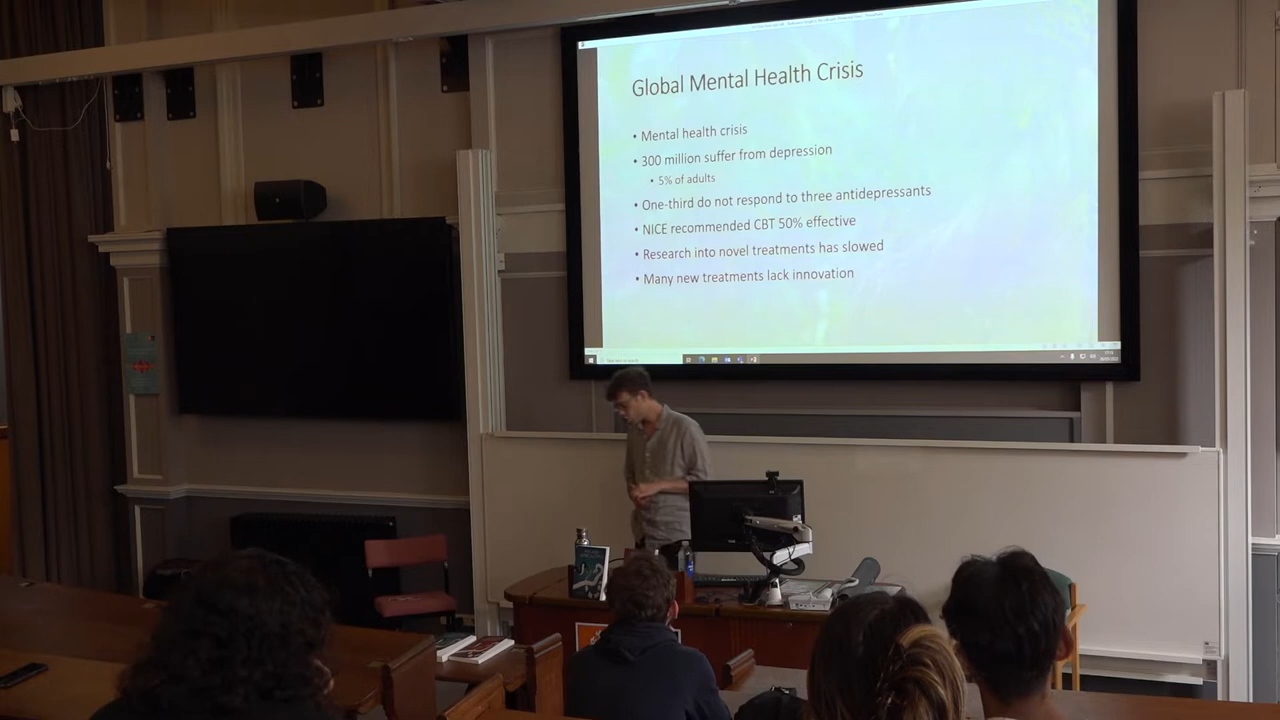 Global Mental Health Crisis
• Mental health crisis
• 300 million suffer from depression
• 5% of adults
• One-third do not respond to three antidepressants
• NICE recommended CBT 50% effective
• Research into novel treatments has slowed
• Many new treatments lack innovation